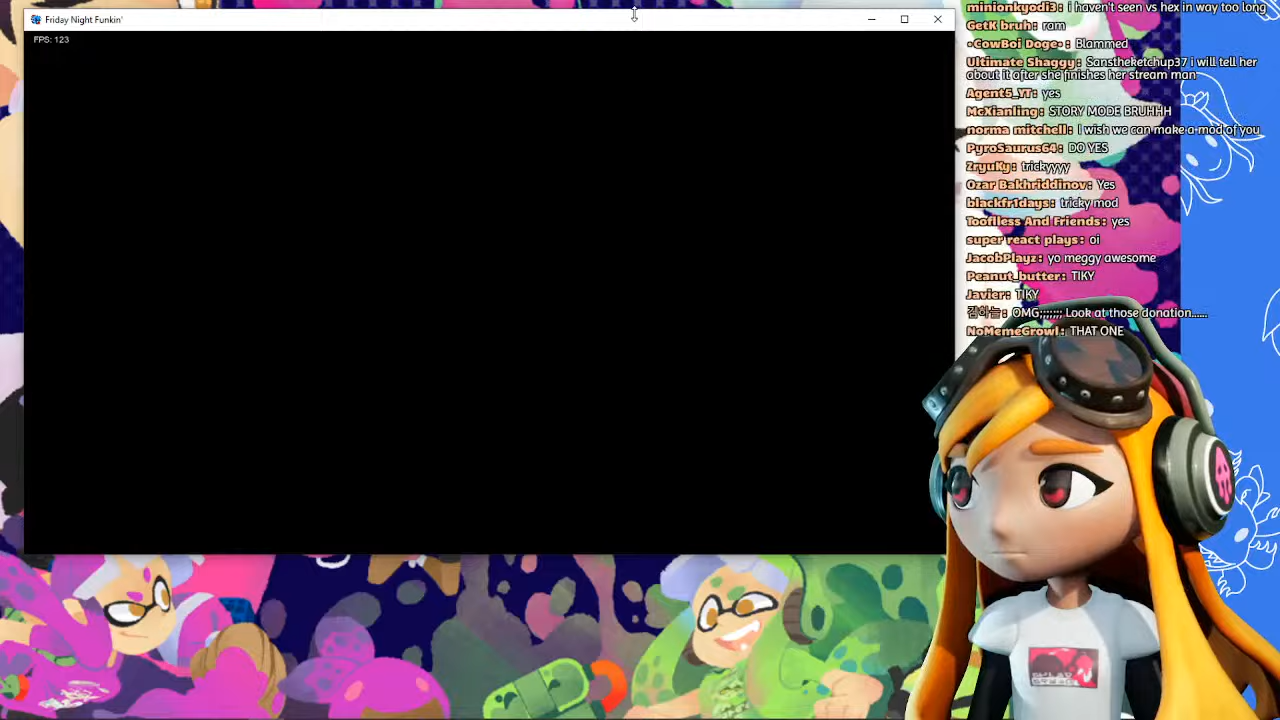 Friday Night Funkin'
FPS: 123
minionkyodi3: i haven't seen vs hex in way too long
GetK bruh: ram
•CowBoi Doge•: Blammed
Ultimate Shaggy: Sanstheketchup37 i will tell her
about it after she finishes her stream man
Agent5_YT: yes
McXianling: STORY MODE BRUHHH
norma mitchell: I wish we can make a mod of you
PyroSaurus64: DO YES
ZryuKy: trickyyyy
Ozar Bakhriddinov: Yes
blackfr1days: tricky mod
Tooflless And Friends: yes
super react plays: oi
JacobPlayz: yo meggy awesome
Peanut_butter: TIKY
Javier: TIKY
김하늘: OMG;;;;;; Look at those donation......
NoMemeGrowl: THAT ONE